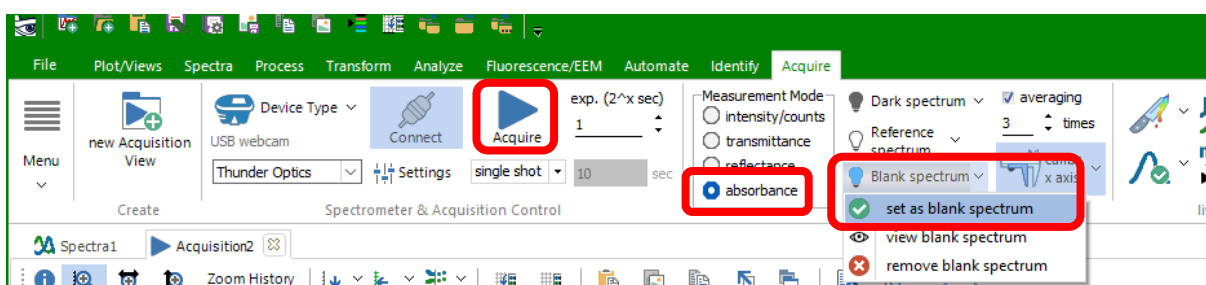 File Plot/Views Spectra Process Transform Analyze Fluorescence/EEM Automate Identify Acquire
Menu
new Acquisition
View
Create
Device Type
USB webcam
Thunder Optics
Connect
Settings
Acquire
single shot
exp. (2^x sec)
1
10 sec
Spectrometer & Acquisition Control
Measurement Mode
intensity/counts
transmittance
reflectance
absorbance
Dark spectrum
Reference
spectrum
Blank spectrum
averaging
3 times
x axis
set as blank spectrum
view blank spectrum
remove blank spectrum
Spectra1 Acquisition2
Zoom History